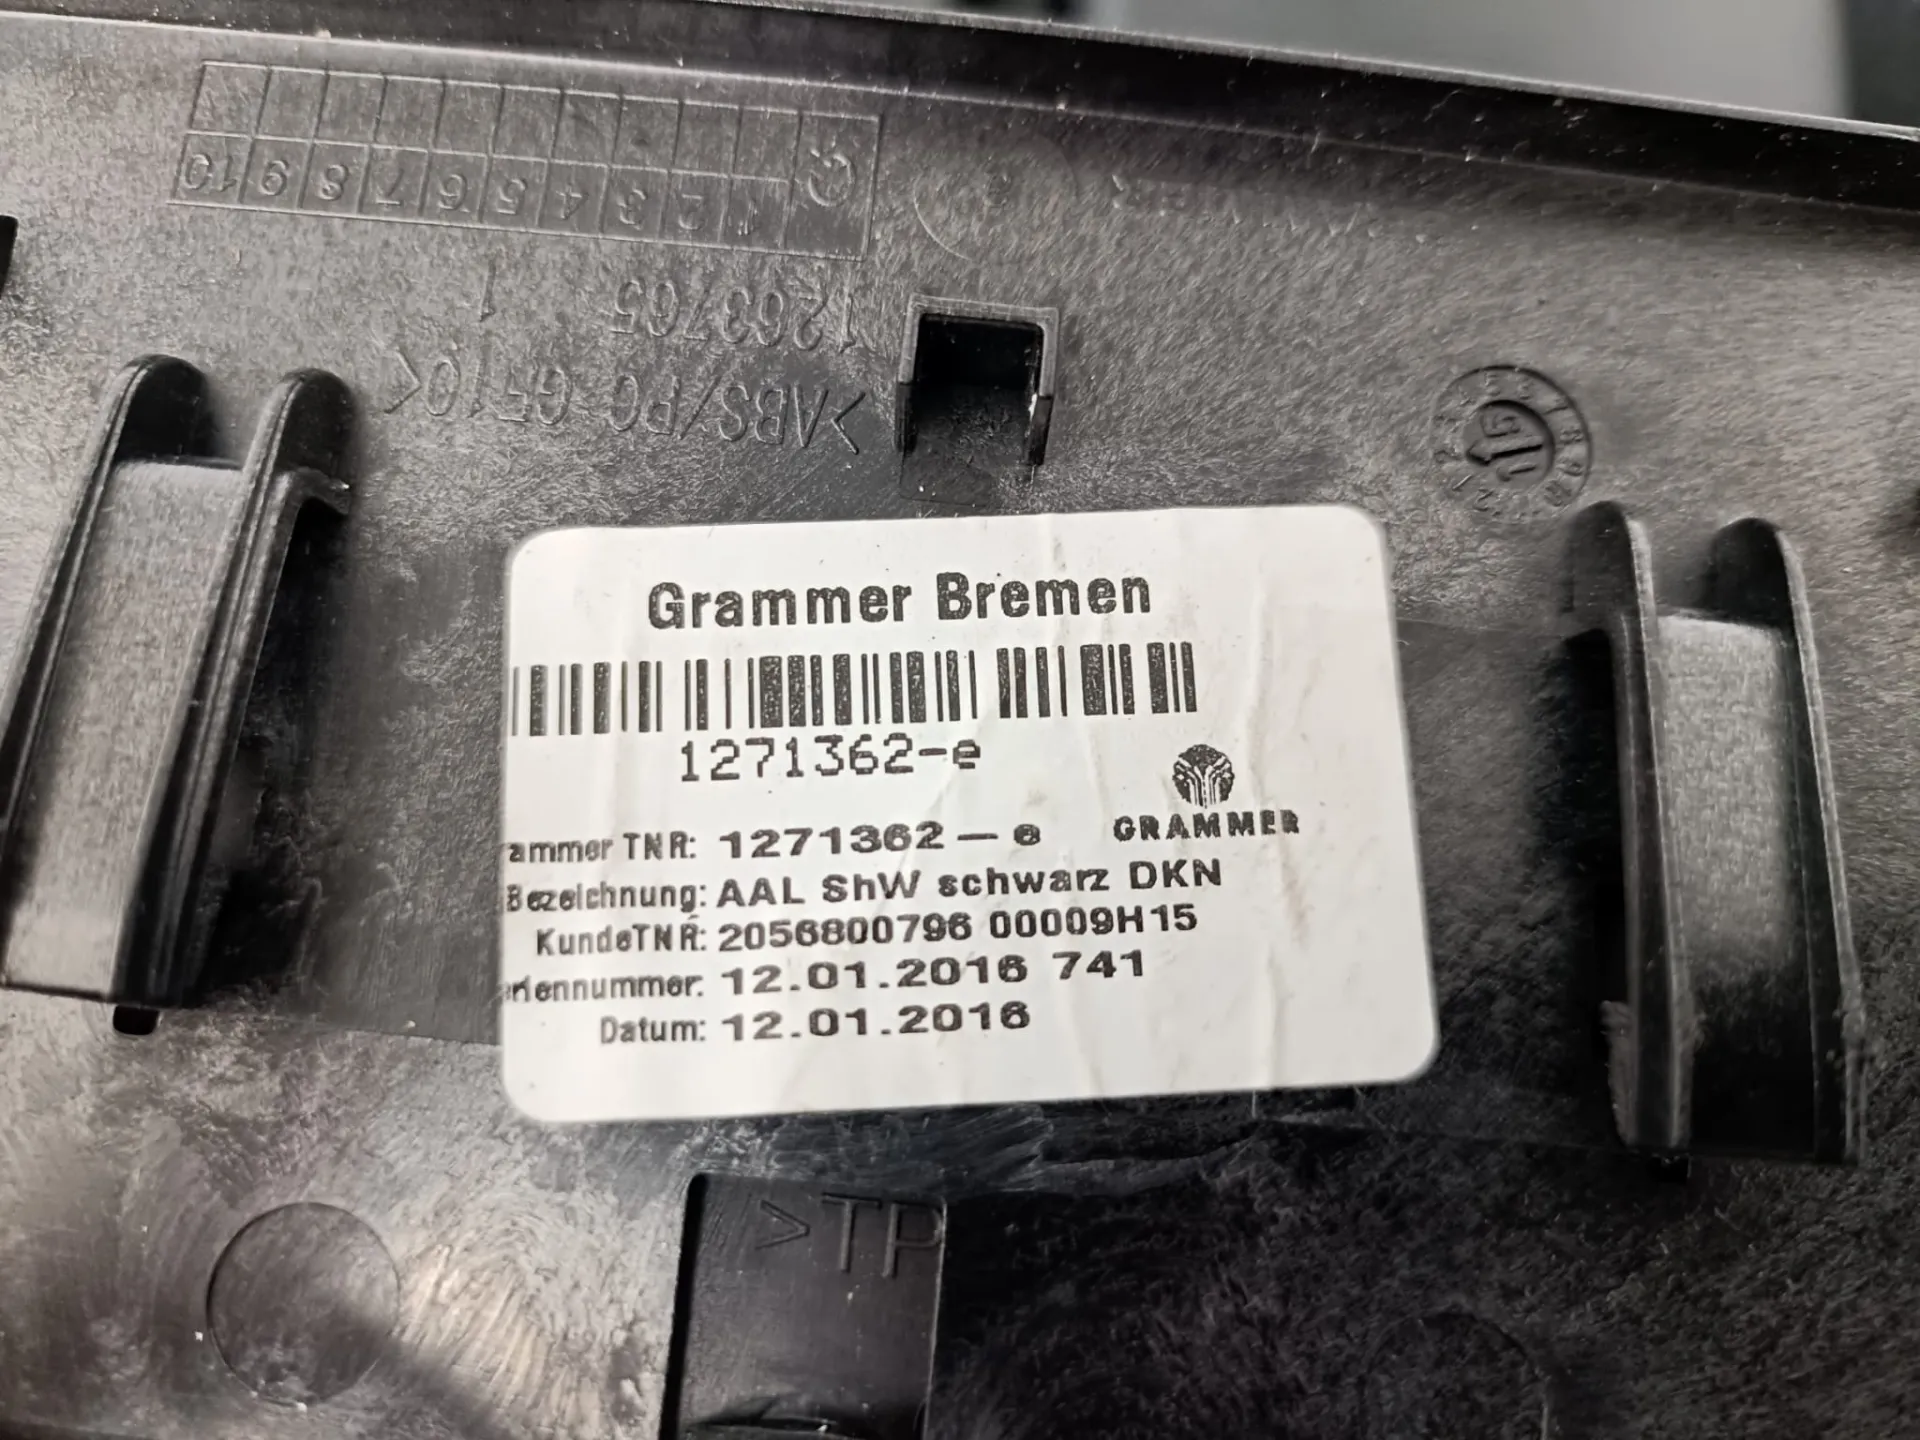 1 2 3 4 5 6 7 8 9 10
1263765 1
>ABS/PC GF10<
Grammer Bremen
1271362-e
GRAMMER
ammer TNR: 1271362-e
Bezeichnung: AAL ShW schwarz DKN
KundeTNR: 2056800796 00009H15
riennummer: 12.01.2016 741
Datum: 12.01.2016
>TP